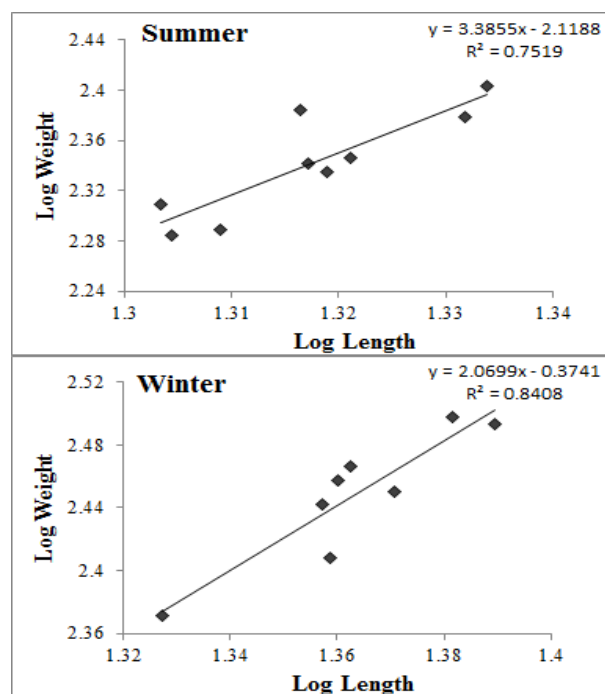 Summer
y = 3.3855x - 2.1188
R² = 0.7519
Log Weight
2.44
2.4
2.36
2.32
2.28
2.24
1.3 1.31 1.32 1.33 1.34
Log Length
Winter
y = 2.0699x - 0.3741
R² = 0.8408
Log Weight
2.52
2.48
2.44
2.4
2.36
1.32 1.34 1.36 1.38 1.4
Log Length